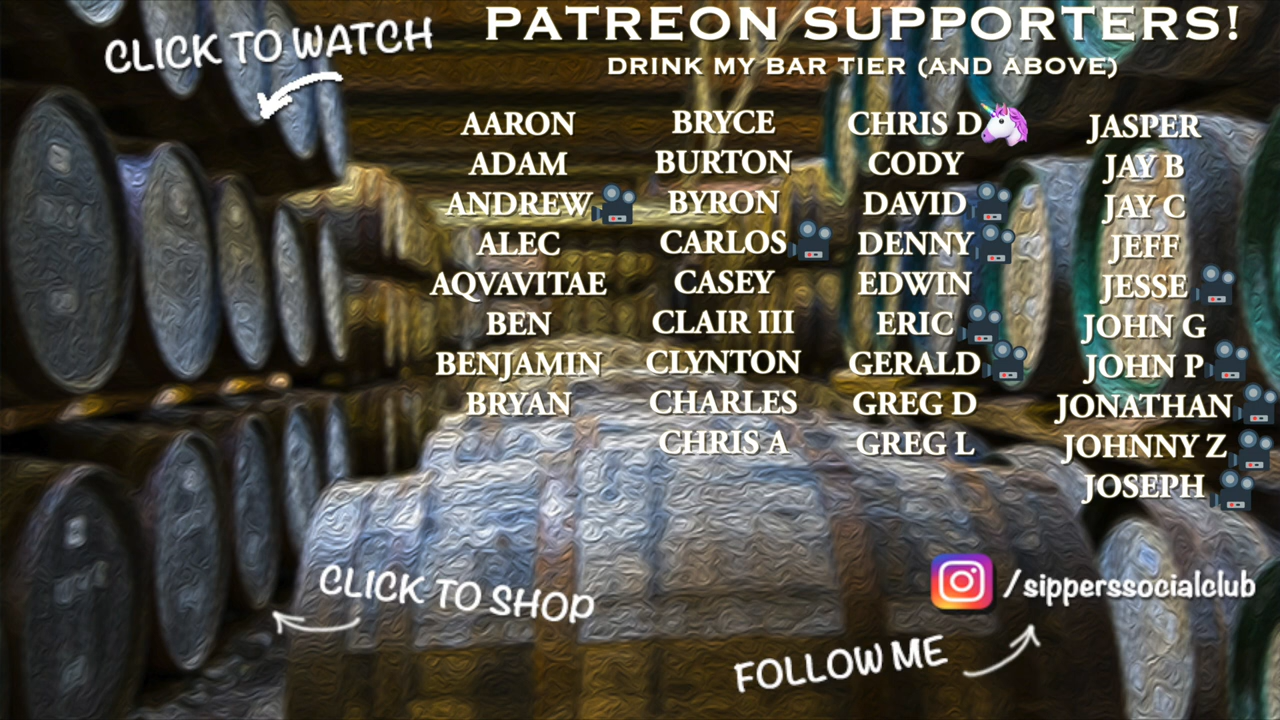 PATREON SUPPORTERS!
DRINK MY BAR TIER (AND ABOVE)
CLICK TO WATCH
AARON
ADAM
ANDREW
ALEC
AQVAVITAE
BEN
BENJAMIN
BRYAN
BRYCE
BURTON
BYRON
CARLOS
CASEY
CLAIR III
CLYNTON
CHARLES
CHRIS A
CHRIS D
CODY
DAVID
DENNY
EDWIN
ERIC
GERALD
GREG D
GREG L
JASPER
JAY B
JAY C
JEFF
JESSE
JOHN G
JOHN P
JONATHAN
JOHNNY Z
JOSEPH
CLICK TO SHOP
/sipperssocialclub
FOLLOW ME